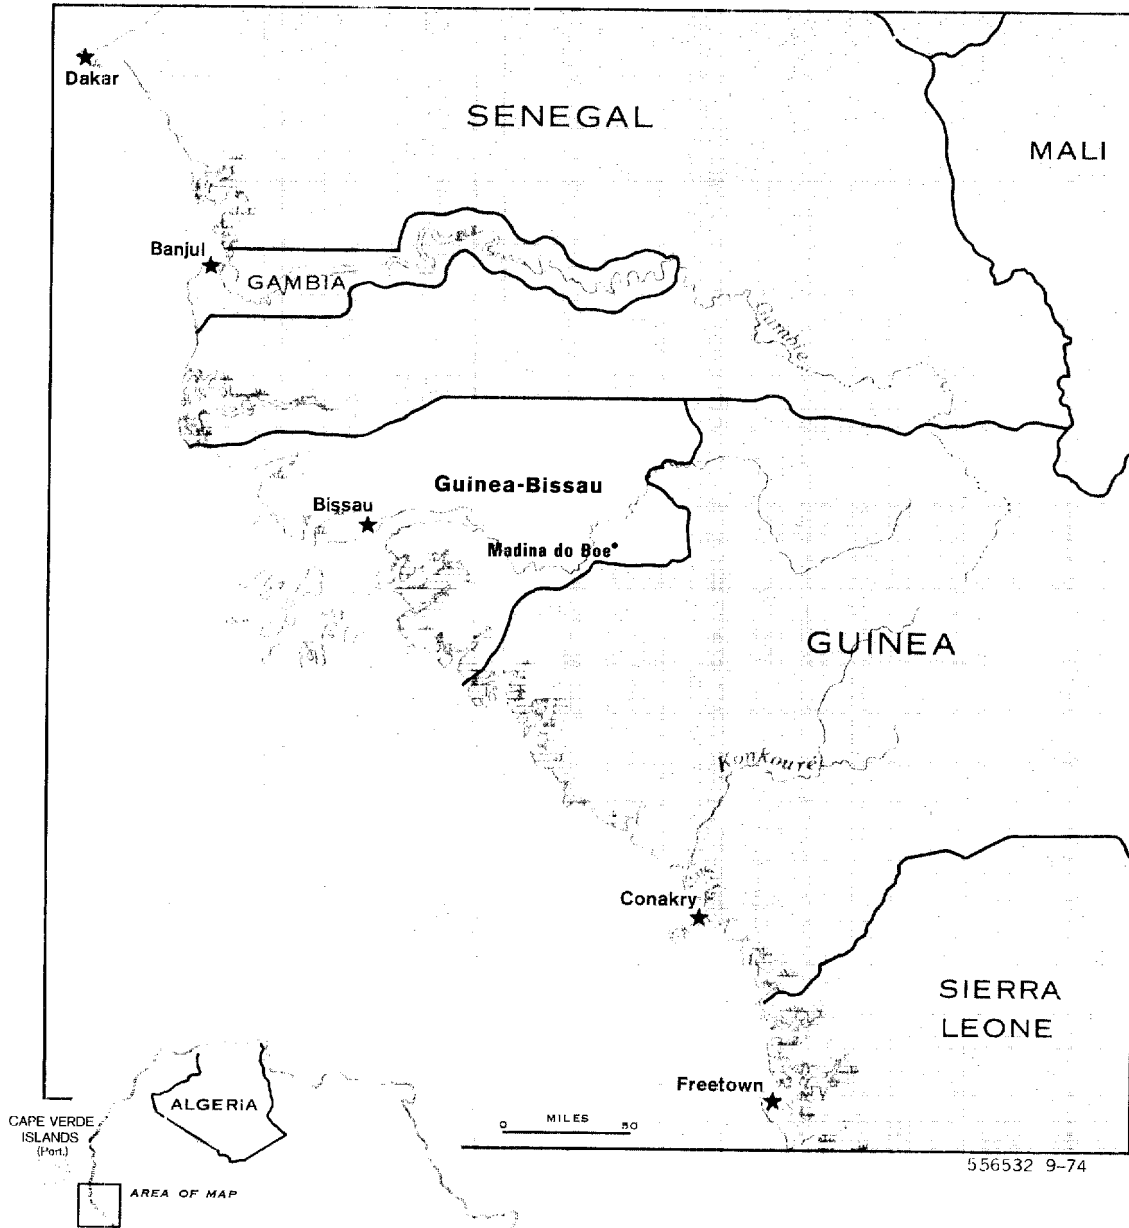 Dakar
SENEGAL
MALI
Banjul
GAMBIA
Gambie
Guinea-Bissau
Bissau
Madina do Boe
GUINEA
Konkouré
Conakry
SIERRA
LEONE
Freetown
ALGERIA
CAPE VERDE
ISLANDS
(Port.)
MILES
0 50
556532 9-74
AREA OF MAP